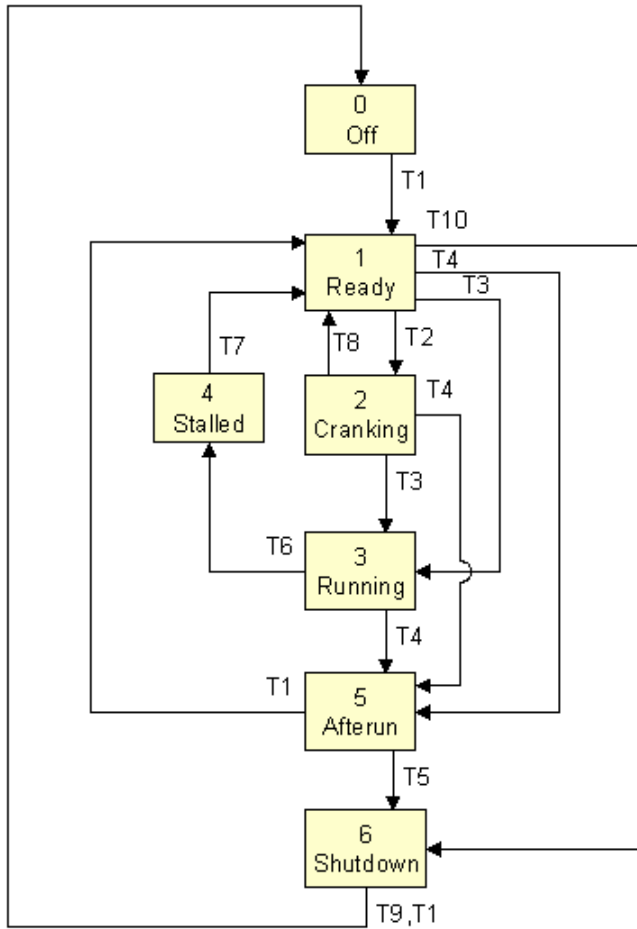 0
Off
T1
T10
1
Ready
T4
T3
T8
T2
T7
4
Stalled
2
Cranking
T4
T3
T6
3
Running
T4
T1
5
Afterun
T5
6
Shutdown
T9,T1